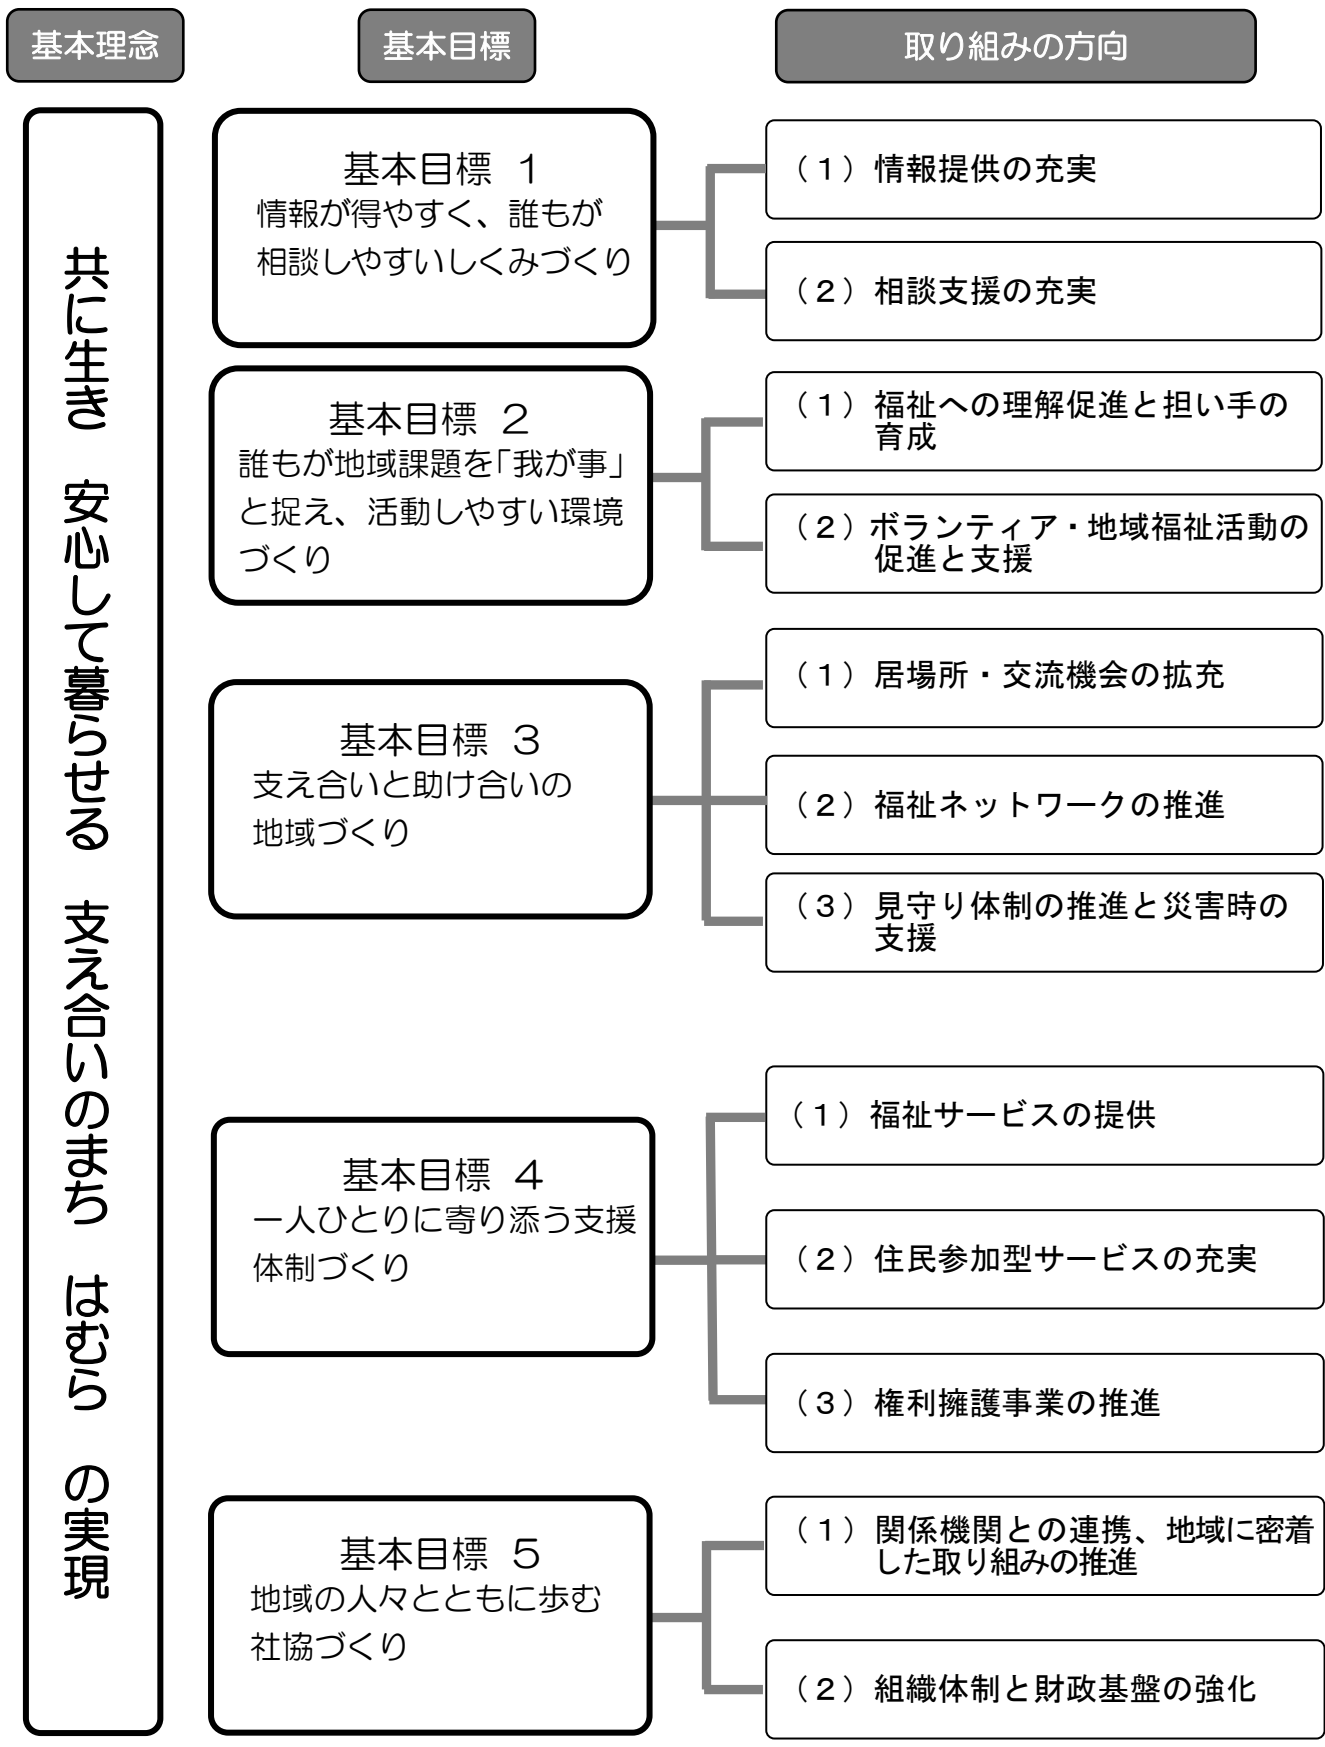 基本理念
基本目標
取り組みの方向
共に生き 安心して暮らせる 支え合いのまち はむら の実現
基本目標 1
情報が得やすく、誰もが
相談しやすいしくみづくり
（1）情報提供の充実
（2）相談支援の充実
基本目標 2
誰もが地域課題を「我が事」
と捉え、活動しやすい環境
づくり
（1）福祉への理解促進と担い手の
育成
（2）ボランティア・地域福祉活動の
促進と支援
基本目標 3
支え合いと助け合いの
地域づくり
（1）居場所・交流機会の拡充
（2）福祉ネットワークの推進
（3）見守り体制の推進と災害時の
支援
基本目標 4
一人ひとりに寄り添う支援
体制づくり
（1）福祉サービスの提供
（2）住民参加型サービスの充実
（3）権利擁護事業の推進
基本目標 5
地域の人々とともに歩む
社協づくり
（1）関係機関との連携、地域に密着
した取り組みの推進
（2）組織体制と財政基盤の強化